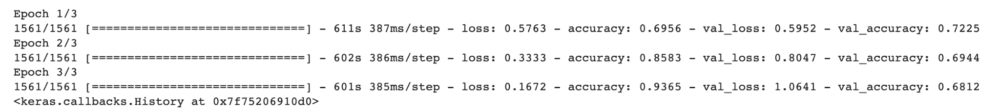 Epoch 1/3
1561/1561 [==============================] - 611s 387ms/step - loss: 0.5763 - accuracy: 0.6956 - val_loss: 0.5952 - val_accuracy: 0.7225
Epoch 2/3
1561/1561 [==============================] - 602s 386ms/step - loss: 0.3333 - accuracy: 0.8583 - val_loss: 0.8047 - val_accuracy: 0.6944
Epoch 3/3
1561/1561 [==============================] - 601s 385ms/step - loss: 0.1672 - accuracy: 0.9365 - val_loss: 1.0641 - val_accuracy: 0.6812
<keras.callbacks.History at 0x7f75206910d0>